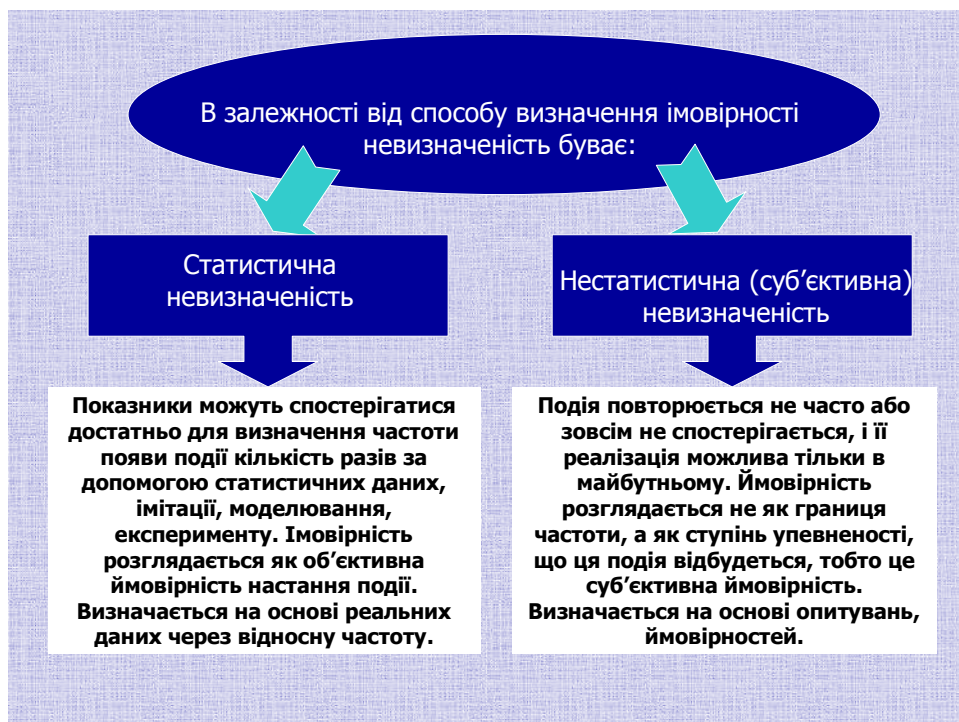 В залежності від способу визначення імовірності
невизначеність буває:
Статистична
невизначеність
Нестатистична (суб’єктивна)
невизначеність
Показники можуть спостерігатися
достатньо для визначення частоти
появи події кількість разів за
допомогою статистичних даних,
імітації, моделювання,
експерименту. Імовірність
розглядається як об’єктивна
ймовірність настання події.
Визначається на основі реальних
даних через відносну частоту.
Подія повторюється не часто або
зовсім не спостерігається, і її
реалізація можлива тільки в
майбутньому. Ймовірність
розглядається не як границя
частоти, а як ступінь упевненості,
що ця подія відбудеться, тобто це
суб’єктивна ймовірність.
Визначається на основі опитувань,
ймовірностей.